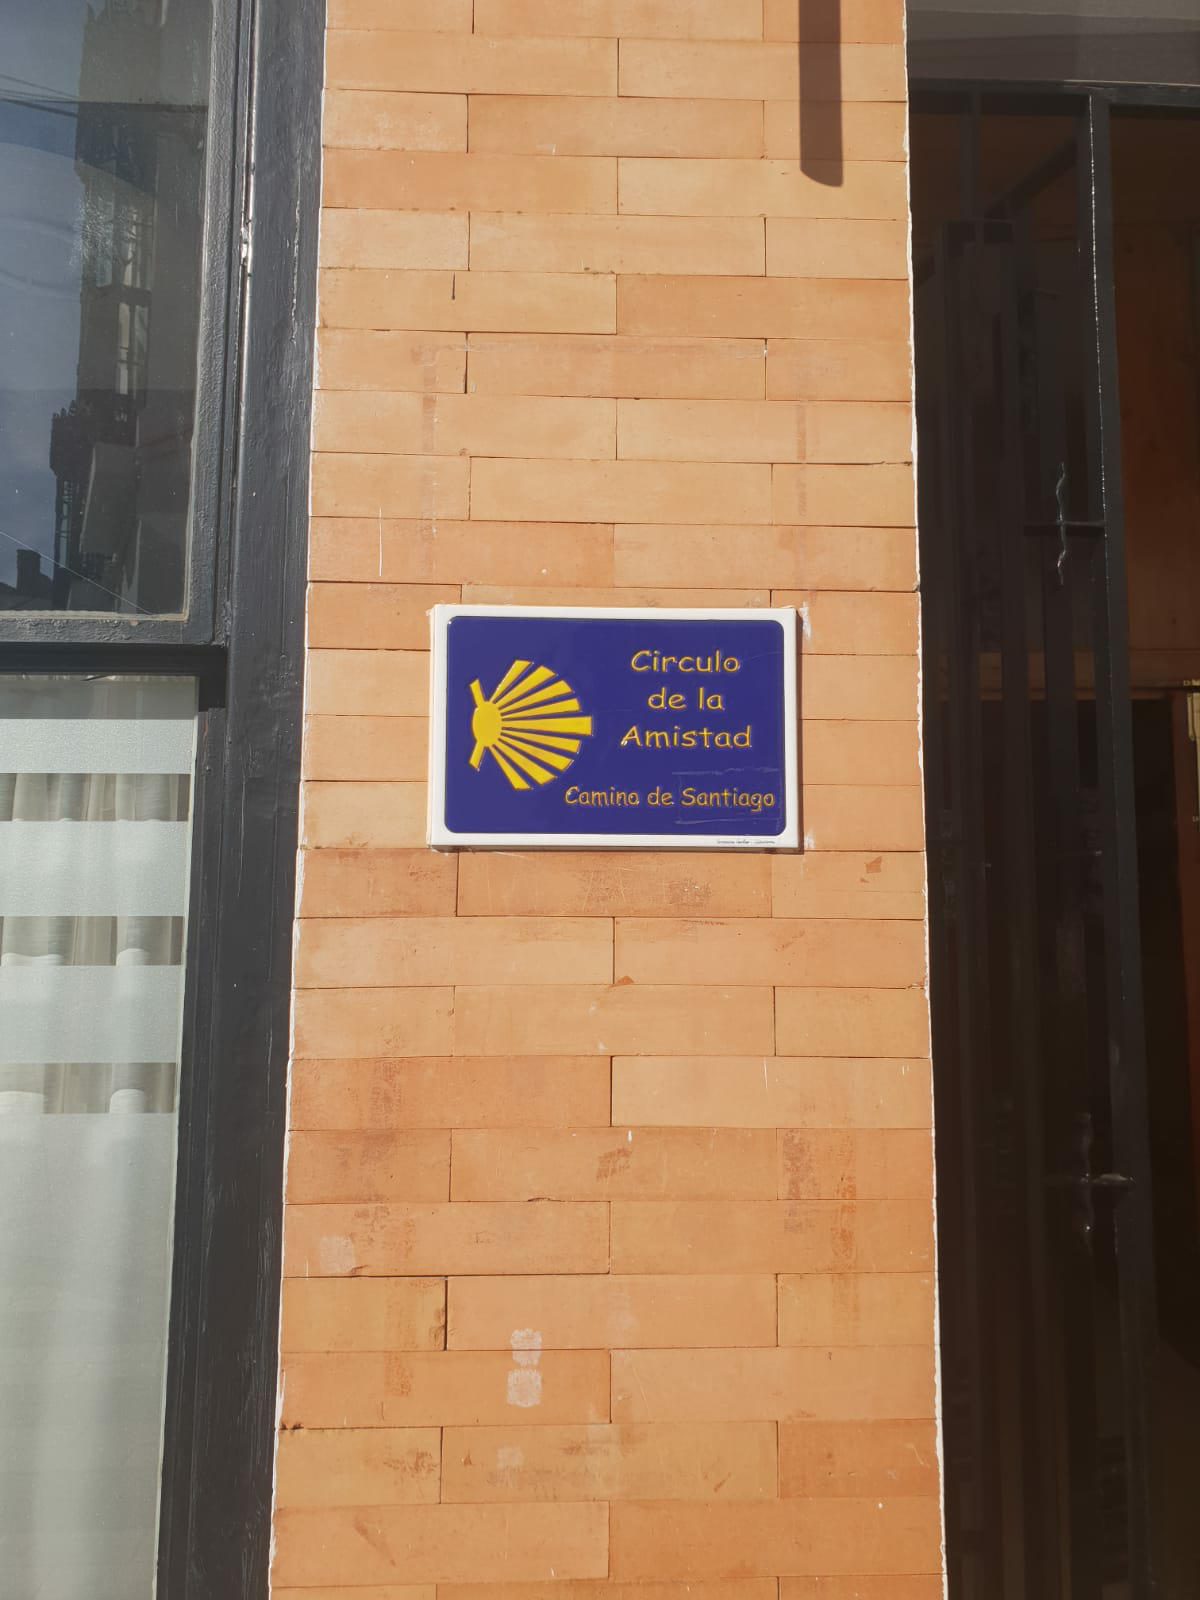 Circulo
de la
Amistad
Camino de Santiago